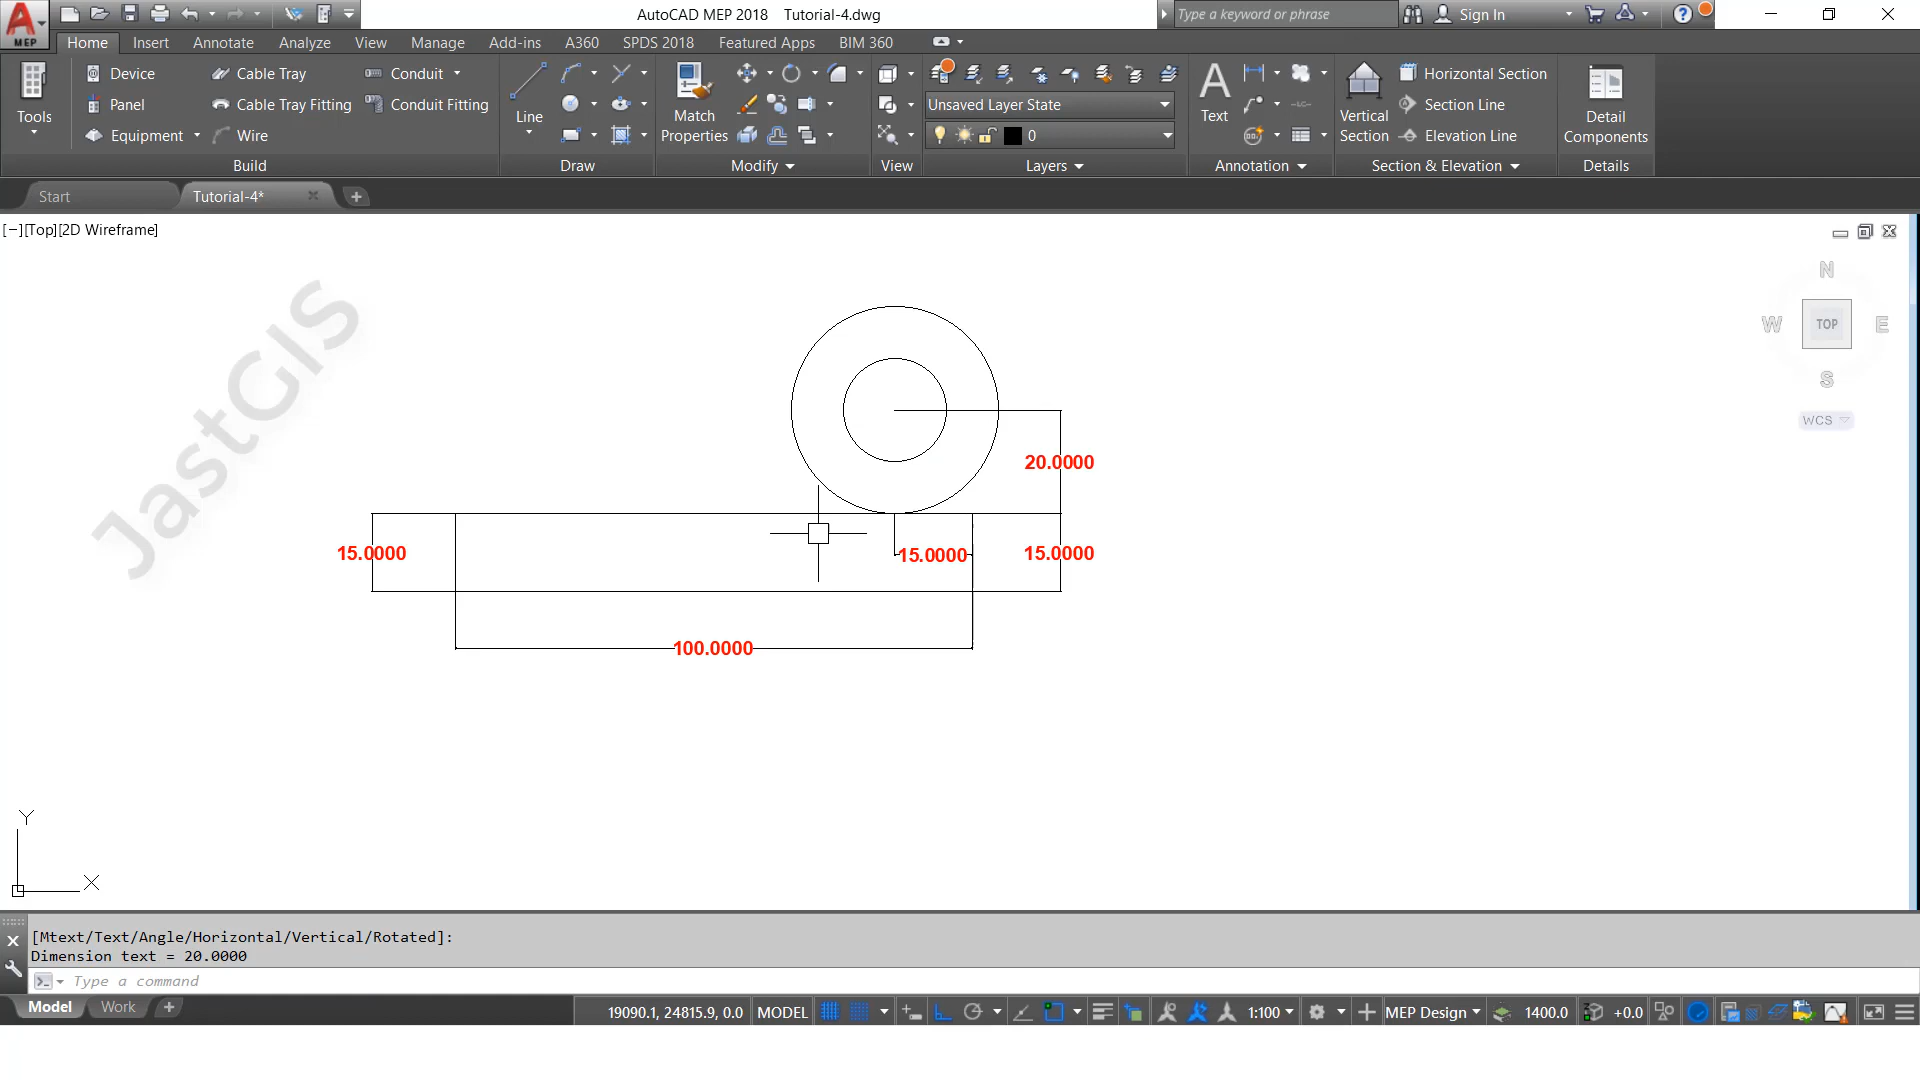 AutoCAD MEP 2018 Tutorial-4.dwg
Type a keyword or phrase
Sign In
MEP
Home Insert Annotate Analyze View Manage Add-ins A360 SPDS 2018 Featured Apps BIM 360
Tools
Device
Panel
Equipment
Cable Tray
Cable Tray Fitting
Wire
Conduit
Conduit Fitting
Build
Line
Draw
Match
Properties
Modify
View
Unsaved Layer State
0
Layers
Text
-LC-
Annotation
Vertical
Section
Horizontal Section
Section Line
Elevation Line
Section & Elevation
Detail
Components
Details
Start
Tutorial-4*
[−][Top][2D Wireframe]
N
W
TOP
E
S
WCS
JastGIS
20.0000
15.0000
15.0000
15.0000
100.0000
Y
X
[Mtext/Text/Angle/Horizontal/Vertical/Rotated]:
Dimension text = 20.0000
Type a command
Model Work
19090.1, 24815.9, 0.0 MODEL
1:100
MEP Design
1400.0
+0.0